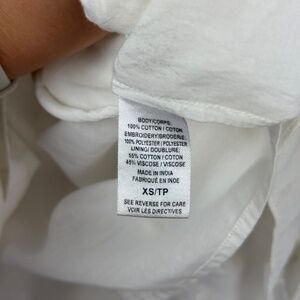 BODY/CORPS:
100% COTTON / COTON
EMBROIDERY/BRODERIE:
100% POLYESTER / POLYESTER
LINING/ DOUBLURE:
55% COTTON / COTON
45% VISCOSE / VISCOSE
MADE IN INDIA
FABRIQUÉ EN INDE
XS/TP
SEE REVERSE FOR CARE
VOIR LES DIRECTIVES